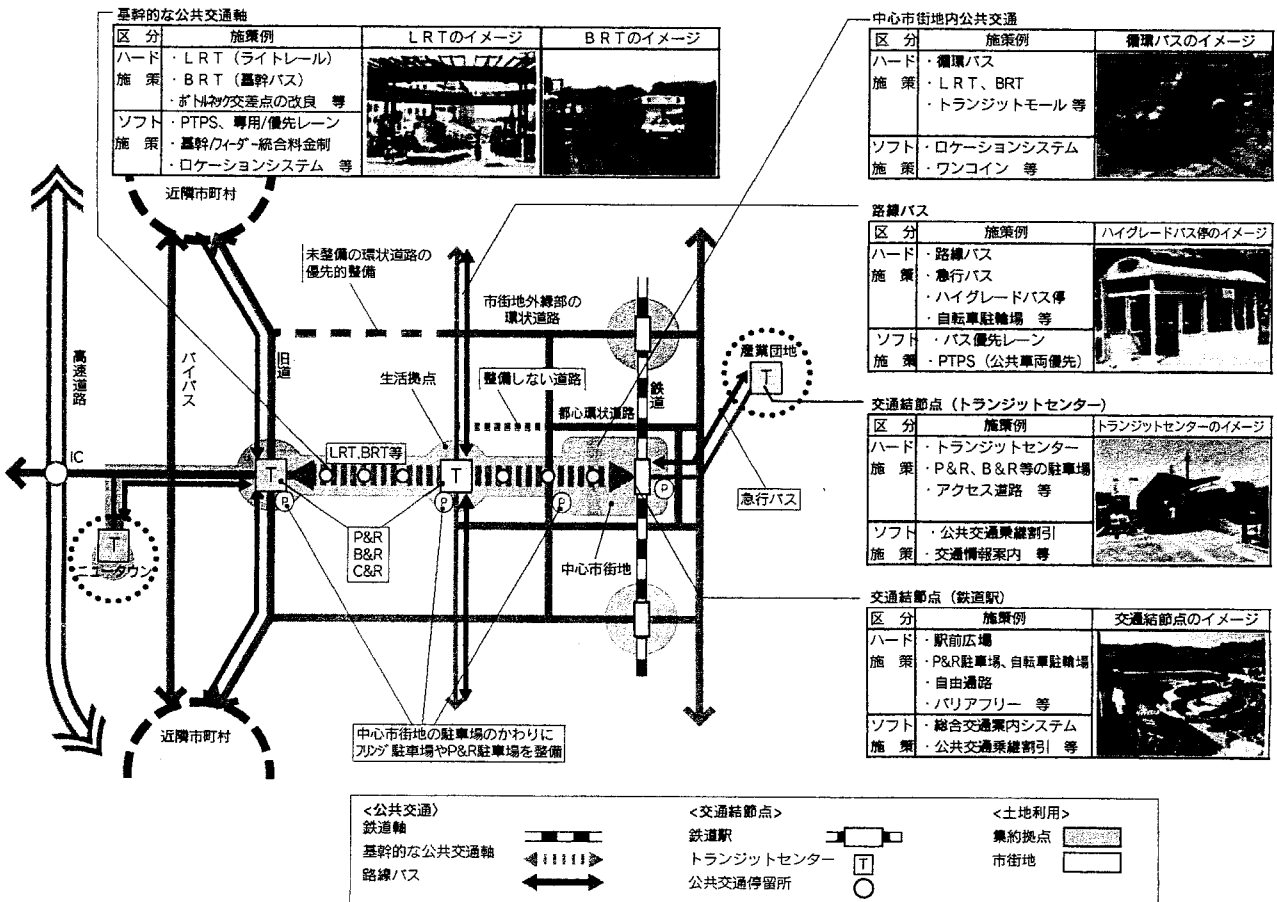 基幹的な公共交通軸
区 分 施策例 LRTのイメージ BRTのイメージ
ハード ・LRT(ライトレール)
施 策 ・BRT(基幹バス)
・ボトルネック交差点の改良 等
ソフト ・PTPS、専用/優先レーン
施 策 ・基幹/フィーダー統合料金制
・ロケーションシステム 等
中心市街地内公共交通
区 分 施策例 循環バスのイメージ
ハード ・循環バス
施 策 ・LRT、BRT
・トランジットモール 等
ソフト ・ロケーションシステム
施 策 ・ワンコイン 等
路線バス
区 分 施策例 ハイグレードバス停のイメージ
ハード ・路線バス
施 策 ・急行バス
・ハイグレードバス停
・自転車駐輪場 等
ソフト ・バス優先レーン
施 策 ・PTPS(公共車両優先)
交通結節点(トランジットセンター)
区 分 施策例 トランジットセンターのイメージ
ハード ・トランジットセンター
施 策 ・P&R、B&R等の駐車場
・アクセス道路 等
ソフト ・公共交通乗継割引
施 策 ・交通情報案内 等
交通結節点(鉄道駅)
区 分 施策例 交通結節点のイメージ
ハード ・駅前広場
施 策 ・P&R駐車場、自転車駐輪場
・自由通路
・バリアフリー 等
ソフト ・総合交通案内システム
施 策 ・公共交通乗継割引 等
近隣市町村
未整備の環状道路の
優先的整備
市街地外縁部の
環状道路
高速道路
バイパス
旧道
生活拠点
整備しない道路
鉄道
産業団地
T
都心環状道路
IC
LRT,BRT等
T
T
P
P
P
P
急行バス
T
ニュータウン
P&R
B&R
C&R
中心市街地
近隣市町村
中心市街地の駐車場のかわりに
フリンジ駐車場やP&R駐車場を整備
<公共交通>
鉄道軸
基幹的な公共交通軸
路線バス
<交通結節点>
鉄道駅
トランジットセンター T
公共交通停留所
<土地利用>
集約拠点
市街地